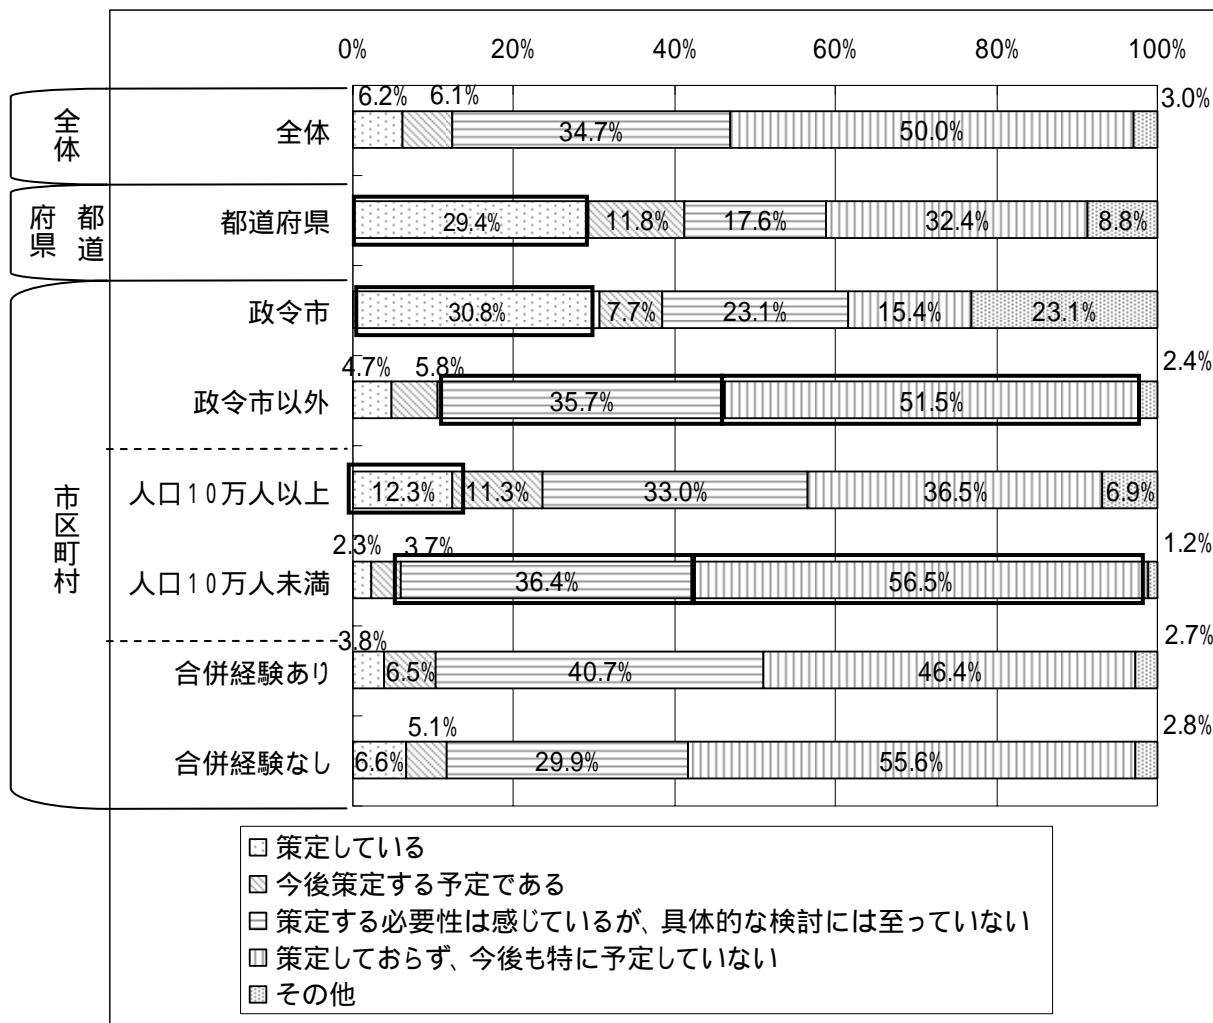 0% 20% 40% 60% 80% 100%
全体
全体
6.2% 6.1% 34.7% 50.0% 3.0%
都道府県
都道府県
29.4% 11.8% 17.6% 32.4% 8.8%
市区町村
政令市
30.8% 7.7% 23.1% 15.4% 23.1%
政令市以外
4.7% 5.8% 35.7% 51.5% 2.4%
人口10万人以上
12.3% 11.3% 33.0% 36.5% 6.9%
人口10万人未満
2.3% 3.7% 36.4% 56.5% 1.2%
合併経験あり
3.8% 6.5% 40.7% 46.4% 2.7%
合併経験なし
6.6% 5.1% 29.9% 55.6% 2.8%
策定している
今後策定する予定である
策定する必要性は感じているが、具体的な検討には至っていない
策定しておらず、今後も特に予定していない
その他